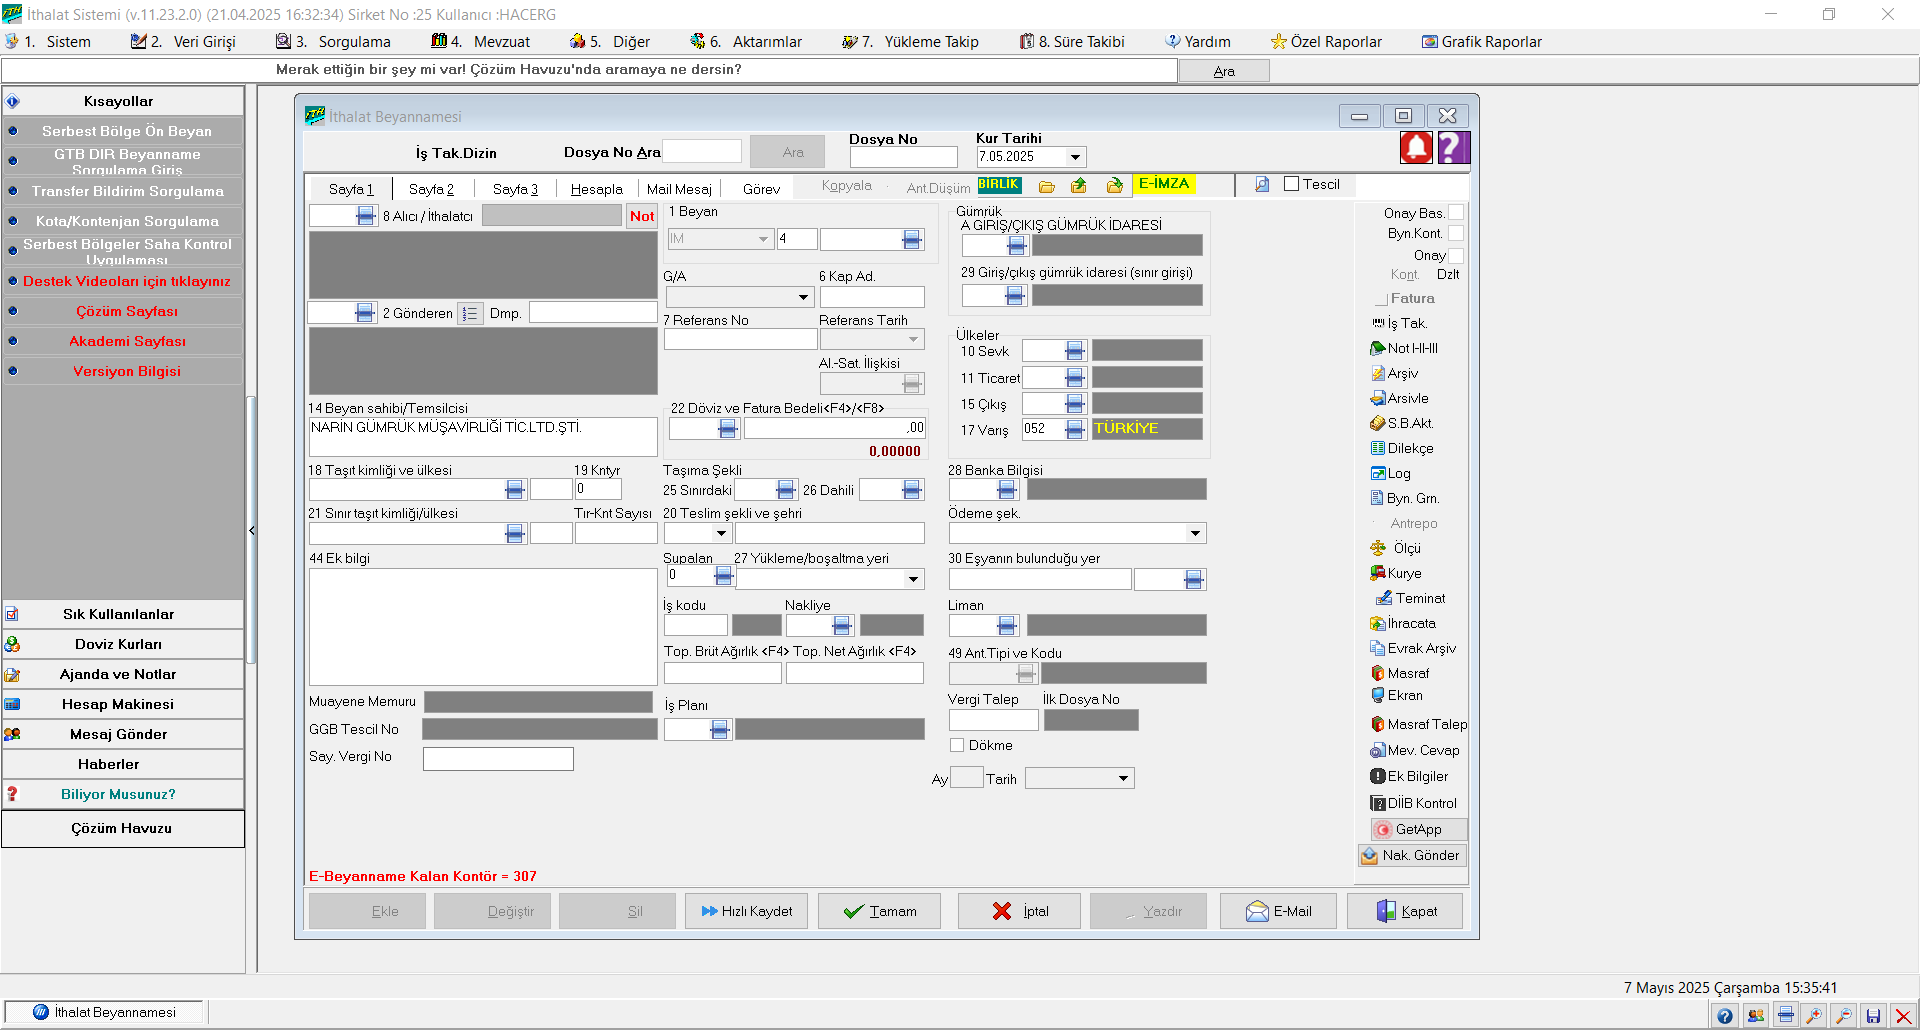 İthalat Sistemi (v.11.23.2.0) (21.04.2025 16:32:34) Sirket No :25 Kullanıcı :HACERG
1. Sistem 2. Veri Girişi 3. Sorgulama 4. Mevzuat 5. Diğer 6. Aktarımlar 7. Yükleme Takip 8. Süre Takibi Yardım Özel Raporlar Grafik Raporlar
Merak ettiğin bir şey mi var! Çözüm Havuzu'nda aramaya ne dersin? Ara
Kısayollar
Serbest Bölge Ön Beyan
GTB DIR Beyanname
Sorgulama Giriş
Transfer Bildirim Sorgulama
Kota/Kontenjan Sorgulama
Serbest Bölgeler Saha Kontrol
Uygulaması
Destek Videoları için tıklayınız
Çözüm Sayfası
Akademi Sayfası
Versiyon Bilgisi
Sık Kullanılanlar
Doviz Kurları
Ajanda ve Notlar
Hesap Makinesi
Mesaj Gönder
Haberler
Biliyor Musunuz?
Çözüm Havuzu
İthalat Beyannamesi
İş Tak.Dizin Dosya No Ara Ara Dosya No Kur Tarihi
7.05.2025
Sayfa 1 Sayfa 2 Sayfa 3 Hesapla Mail Mesaj Görev Kopyala Ant.Düşüm BİRLİK E-İMZA Tescil
8 Alıcı / İthalatcı Not
2 Gönderen Dmp.
14 Beyan sahibi/Temsilcisi
NARİN GÜMRÜK MÜŞAVİRLİĞİ TİC.LTD.ŞTİ.
18 Taşıt kimliği ve ülkesi 19 Kntyr
0
21 Sınır taşıt kimliği/ülkesi Tır-Knt Sayısı
44 Ek bilgi
Muayene Memuru
GGB Tescil No
Say. Vergi No
1 Beyan
IM 4
G/A 6 Kap Ad.
7 Referans No Referans Tarih
Al.-Sat. İlişkisi
22 Döviz ve Fatura Bedeli<F4>/<F8>
,00
0,00000
Taşıma Şekli
25 Sınırdaki 26 Dahili
20 Teslim şekli ve şehri
Supalan 27 Yükleme/boşaltma yeri
0
İş kodu Nakliye
Top. Brüt Ağırlık <F4> Top. Net Ağırlık <F4>
İş Planı
Gümrük
A GİRİŞ/ÇIKIŞ GÜMRÜK İDARESİ
29 Giriş/çıkış gümrük idaresi (sınır girişi)
Ülkeler
10 Sevk
11 Ticaret
15 Çıkış
17 Varış 052 TÜRKİYE
28 Banka Bilgisi
Ödeme şek.
30 Eşyanın bulunduğu yer
Liman
49 Ant.Tipi ve Kodu
Vergi Talep İlk Dosya No
Dökme
Ay Tarih
Onay Bas.
Byn.Kont.
Onay
Kont. Dzlt
Fatura
İş Tak.
Not I-II-III
Arşiv
Arsivle
S.B.Akt.
Dilekçe
Log
Byn. Grn.
Antrepo
Ölçü
Kurye
Teminat
İhracata
Evrak Arşiv
Masraf
Ekran
Masraf Talep
Mev. Cevap
Ek Bilgiler
DİİB Kontrol
GetApp
Nak. Gönder
E-Beyanname Kalan Kontör = 307
Ekle Değiştir Sil Hızlı Kaydet Tamam İptal Yazdır E-Mail Kapat
7 Mayıs 2025 Çarşamba 15:35:41
İthalat Beyannamesi